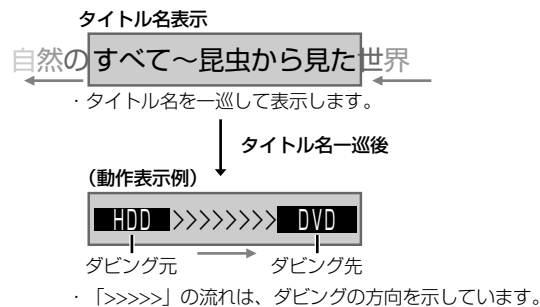 タイトル名表示
自然のすべて～昆虫から見た世界
・タイトル名を一巡して表示します。
タイトル名一巡後
（動作表示例）
HDD >>>>>>>> DVD
ダビング元 ダビング先
・「>>>>>」の流れは、ダビングの方向を示しています。